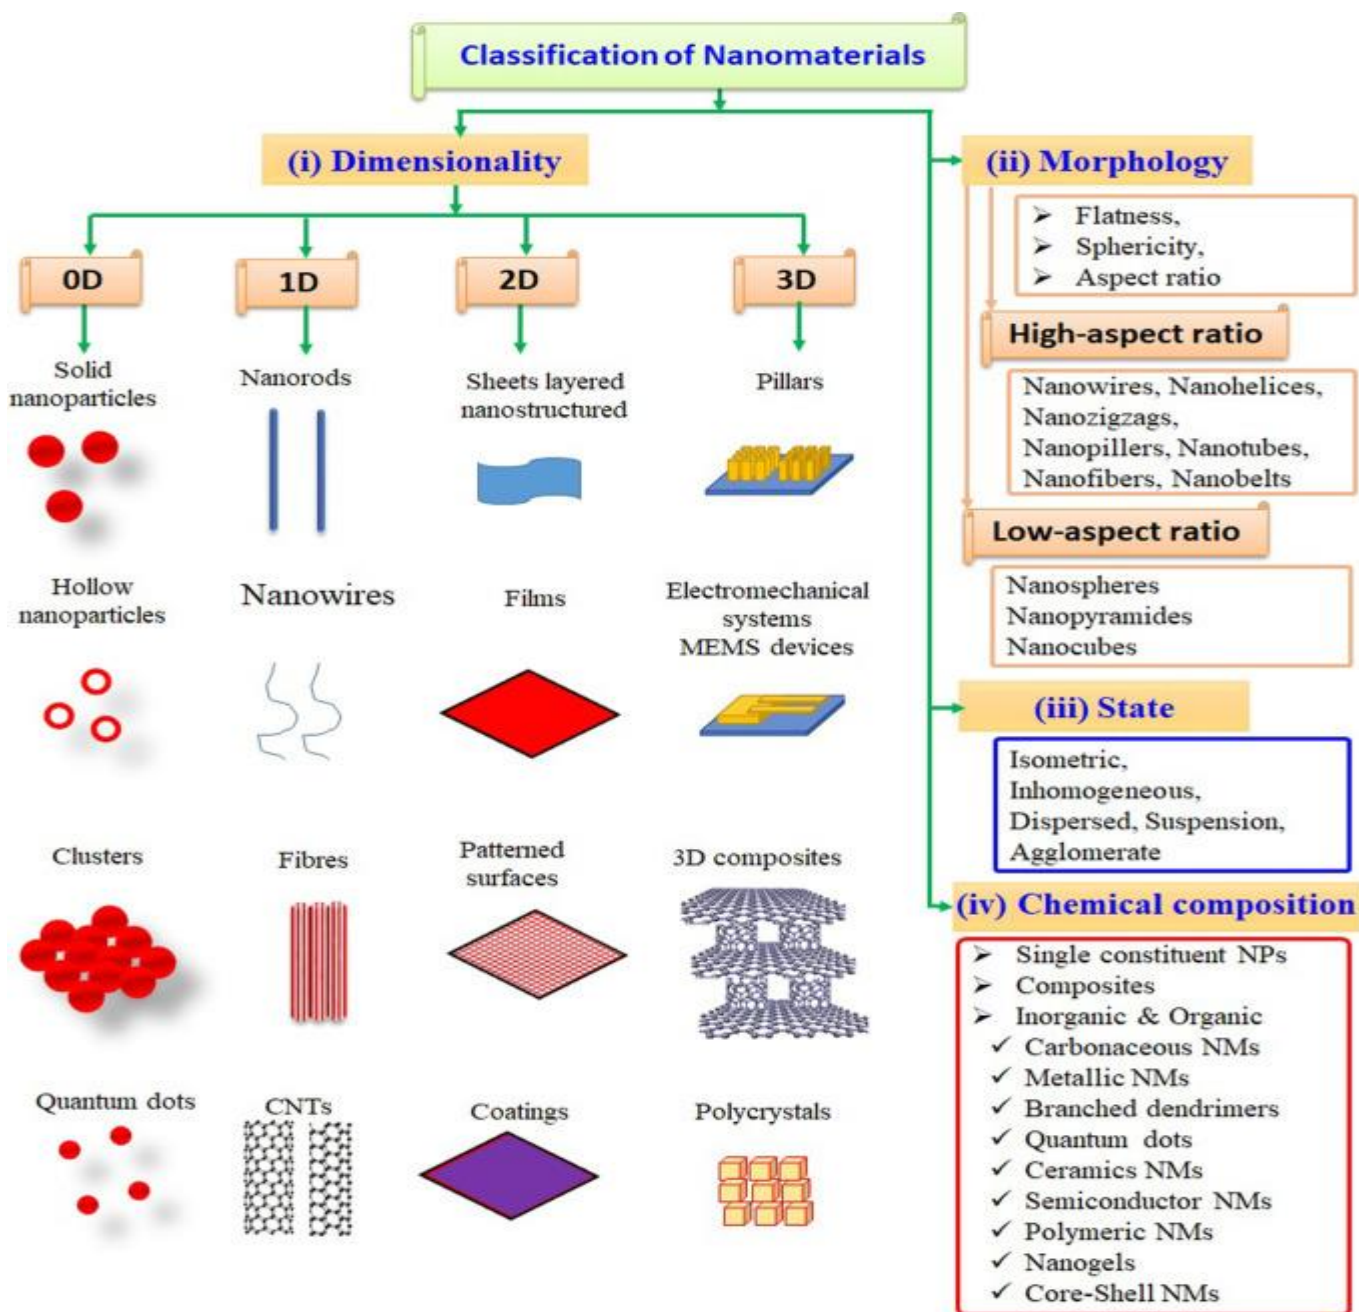 Classification of Nanomaterials
(i) Dimensionality
0D
1D
2D
3D
Solid
nanoparticles
Nanorods
Sheets layered
nanostructured
Pillars
Hollow
nanoparticles
Nanowires
Films
Electromechanical
systems
MEMS devices
Clusters
Fibres
Patterned
surfaces
3D composites
Quantum dots
CNTs
Coatings
Polycrystals
(ii) Morphology
➢ Flatness,
➢ Sphericity,
➢ Aspect ratio
High-aspect ratio
Nanowires, Nanohelices,
Nanozigzags,
Nanopillers, Nanotubes,
Nanofibers, Nanobelts
Low-aspect ratio
Nanospheres
Nanopyramides
Nanocubes
(iii) State
Isometric,
Inhomogeneous,
Dispersed, Suspension,
Agglomerate
(iv) Chemical composition
➢ Single constituent NPs
➢ Composites
➢ Inorganic & Organic
✓ Carbonaceous NMs
✓ Metallic NMs
✓ Branched dendrimers
✓ Quantum dots
✓ Ceramics NMs
✓ Semiconductor NMs
✓ Polymeric NMs
✓ Nanogels
✓ Core-Shell NMs